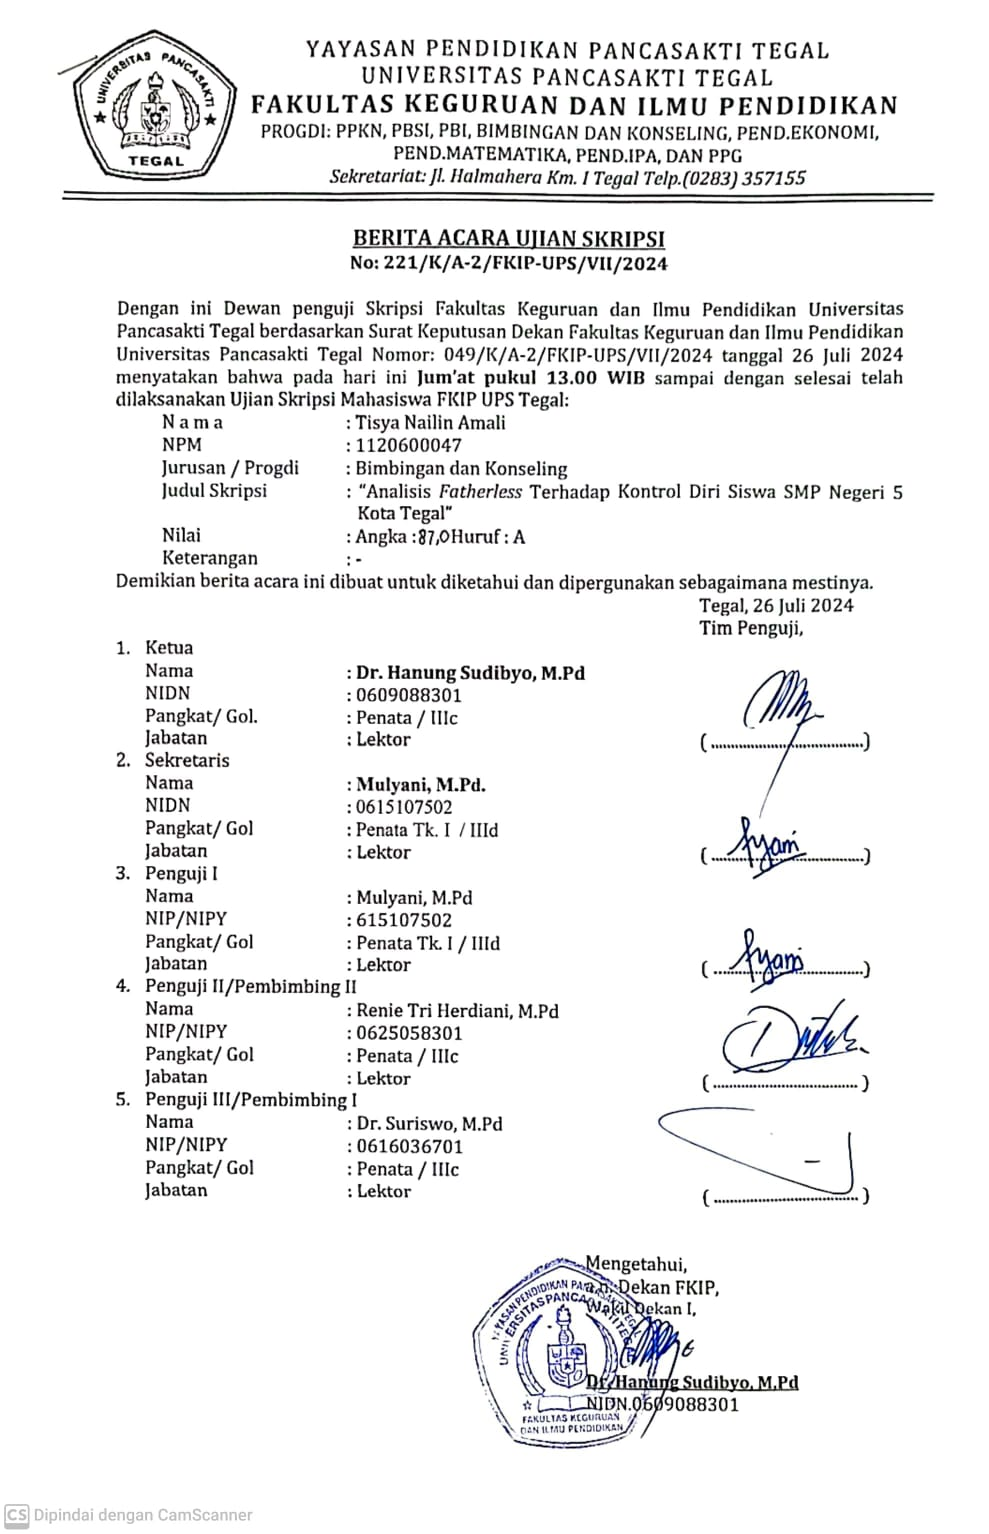 UNIVERSITAS PANCASAKTI
TEGAL
YAYASAN PENDIDIKAN PANCASAKTI TEGAL
UNIVERSITAS PANCASAKTI TEGAL
FAKULTAS KEGURUAN DAN ILMU PENDIDIKAN
PROGDI: PPKN, PBSI, PBI, BIMBINGAN DAN KONSELING, PEND.EKONOMI,
PEND.MATEMATIKA, PEND.IPA, DAN PPG
Sekretariat: Jl. Halmahera Km. I Tegal Telp.(0283) 357155
BERITA ACARA UJIAN SKRIPSI
No: 221/K/A-2/FKIP-UPS/VII/2024
Dengan ini Dewan penguji Skripsi Fakultas Keguruan dan Ilmu Pendidikan Universitas
Pancasakti Tegal berdasarkan Surat Keputusan Dekan Fakultas Keguruan dan Ilmu Pendidikan
Universitas Pancasakti Tegal Nomor: 049/K/A-2/FKIP-UPS/VII/2024 tanggal 26 Juli 2024
menyatakan bahwa pada hari ini Jum'at pukul 13.00 WIB sampai dengan selesai telah
dilaksanakan Ujian Skripsi Mahasiswa FKIP UPS Tegal:
N a m a : Tisya Nailin Amali
NPM : 1120600047
Jurusan / Progdi : Bimbingan dan Konseling
Judul Skripsi : "Analisis Fatherless Terhadap Kontrol Diri Siswa SMP Negeri 5
Kota Tegal"
Nilai : Angka :87,0Huruf : A
Keterangan : -
Demikian berita acara ini dibuat untuk diketahui dan dipergunakan sebagaimana mestinya.
Tegal, 26 Juli 2024
Tim Penguji,
1. Ketua
Nama : Dr. Hanung Sudibyo, M.Pd
NIDN : 0609088301
Pangkat/ Gol. : Penata / IIIc
Jabatan : Lektor (......................................)
2. Sekretaris
Nama : Mulyani, M.Pd.
NIDN : 0615107502
Pangkat/ Gol : Penata Tk. I / IIId
Jabatan : Lektor (......................................)
3. Penguji I
Nama : Mulyani, M.Pd
NIP/NIPY : 615107502
Pangkat/ Gol : Penata Tk. I / IIId
Jabatan : Lektor (......................................)
4. Penguji II/Pembimbing II
Nama : Renie Tri Herdiani, M.Pd
NIP/NIPY : 0625058301
Pangkat/ Gol : Penata / IIIc
Jabatan : Lektor (...................................... )
5. Penguji III/Pembimbing I
Nama : Dr. Suriswo, M.Pd
NIP/NIPY : 0616036701
Pangkat/ Gol : Penata / IIIc
Jabatan : Lektor (...................................... )
Mengetahui,
a.n. Dekan FKIP,
Wakil Dekan I,
Dr. Hanung Sudibyo, M.Pd
NIDN.0609088301
YAYASAN PENDIDIKAN PANCASAKTI TEGAL
UNIVERSITAS PANCASAKTI TEGAL
FAKULTAS KEGURUAN
DAN ILMU PENDIDIKAN
CS Dipindai dengan CamScanner